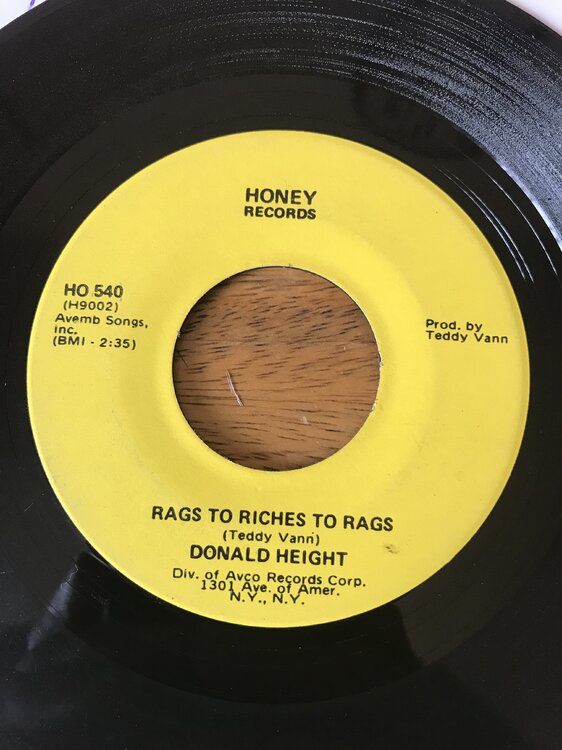 HONEY
RECORDS
HO 540
(H9002)
Avemb Songs,
Inc.
(BMI - 2:35)
Prod. by
Teddy Vann
RAGS TO RICHES TO RAGS
(Teddy Vann)
DONALD HEIGHT
Div. of Avco Records Corp.
1301 Ave. of Amer.
N.Y., N.Y.